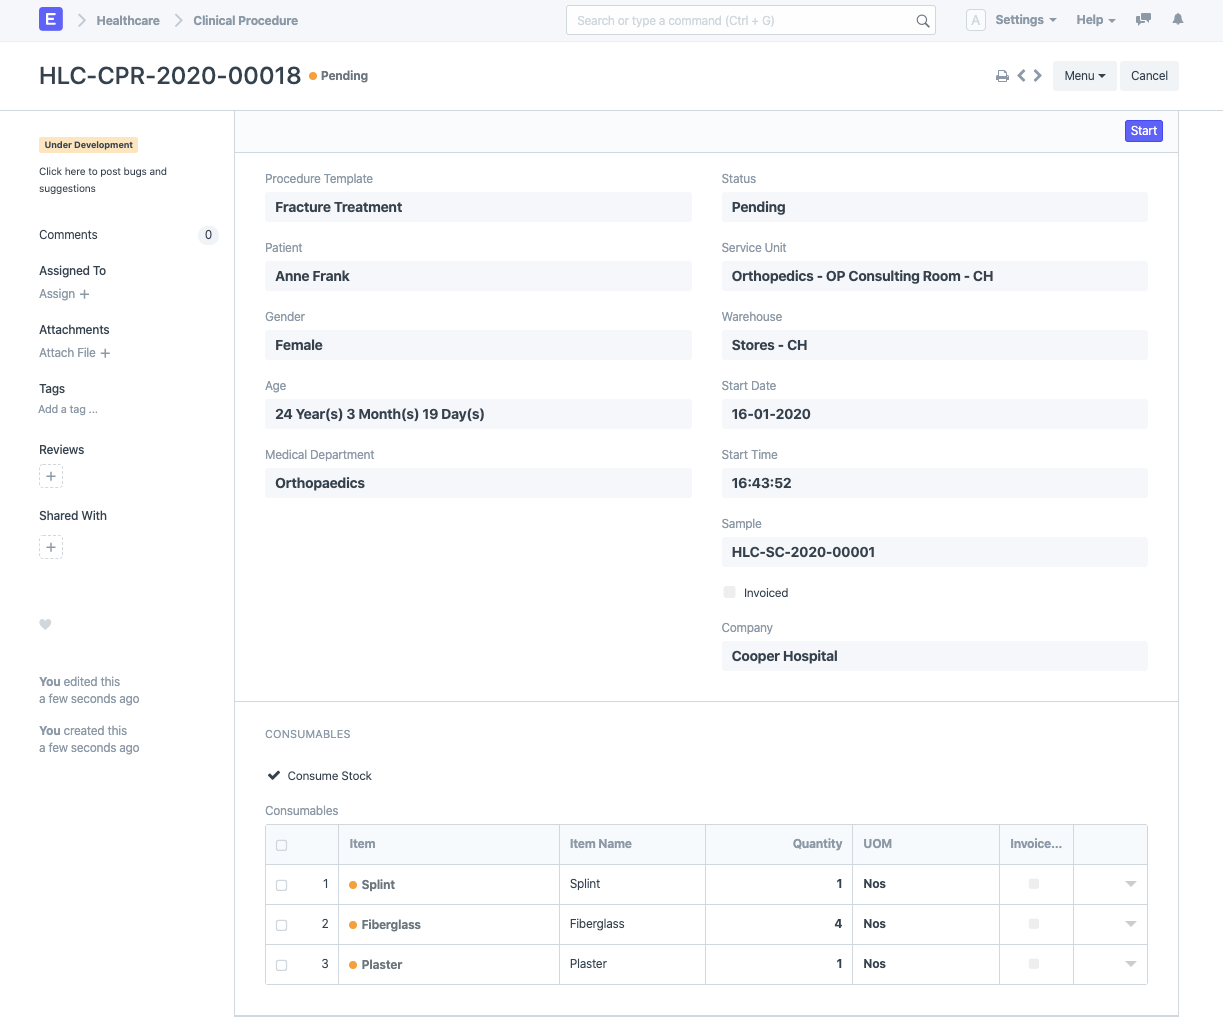 E Healthcare Clinical Procedure Search or type a command (Ctrl + G) A Settings Help
HLC-CPR-2020-00018 Pending Menu Cancel
Start
Under Development
Click here to post bugs and
suggestions
Comments 0
Assigned To
Assign +
Attachments
Attach File +
Tags
Add a tag ...
Reviews
+
Shared With
+
You edited this
a few seconds ago
You created this
a few seconds ago
Procedure Template
Fracture Treatment
Patient
Anne Frank
Gender
Female
Age
24 Year(s) 3 Month(s) 19 Day(s)
Medical Department
Orthopaedics
Status
Pending
Service Unit
Orthopedics - OP Consulting Room - CH
Warehouse
Stores - CH
Start Date
16-01-2020
Start Time
16:43:52
Sample
HLC-SC-2020-00001
Invoiced
Company
Cooper Hospital
CONSUMABLES
Consume Stock
Consumables
Item Item Name Quantity UOM Invoice...
1 Splint Splint 1 Nos
2 Fiberglass Fiberglass 4 Nos
3 Plaster Plaster 1 Nos